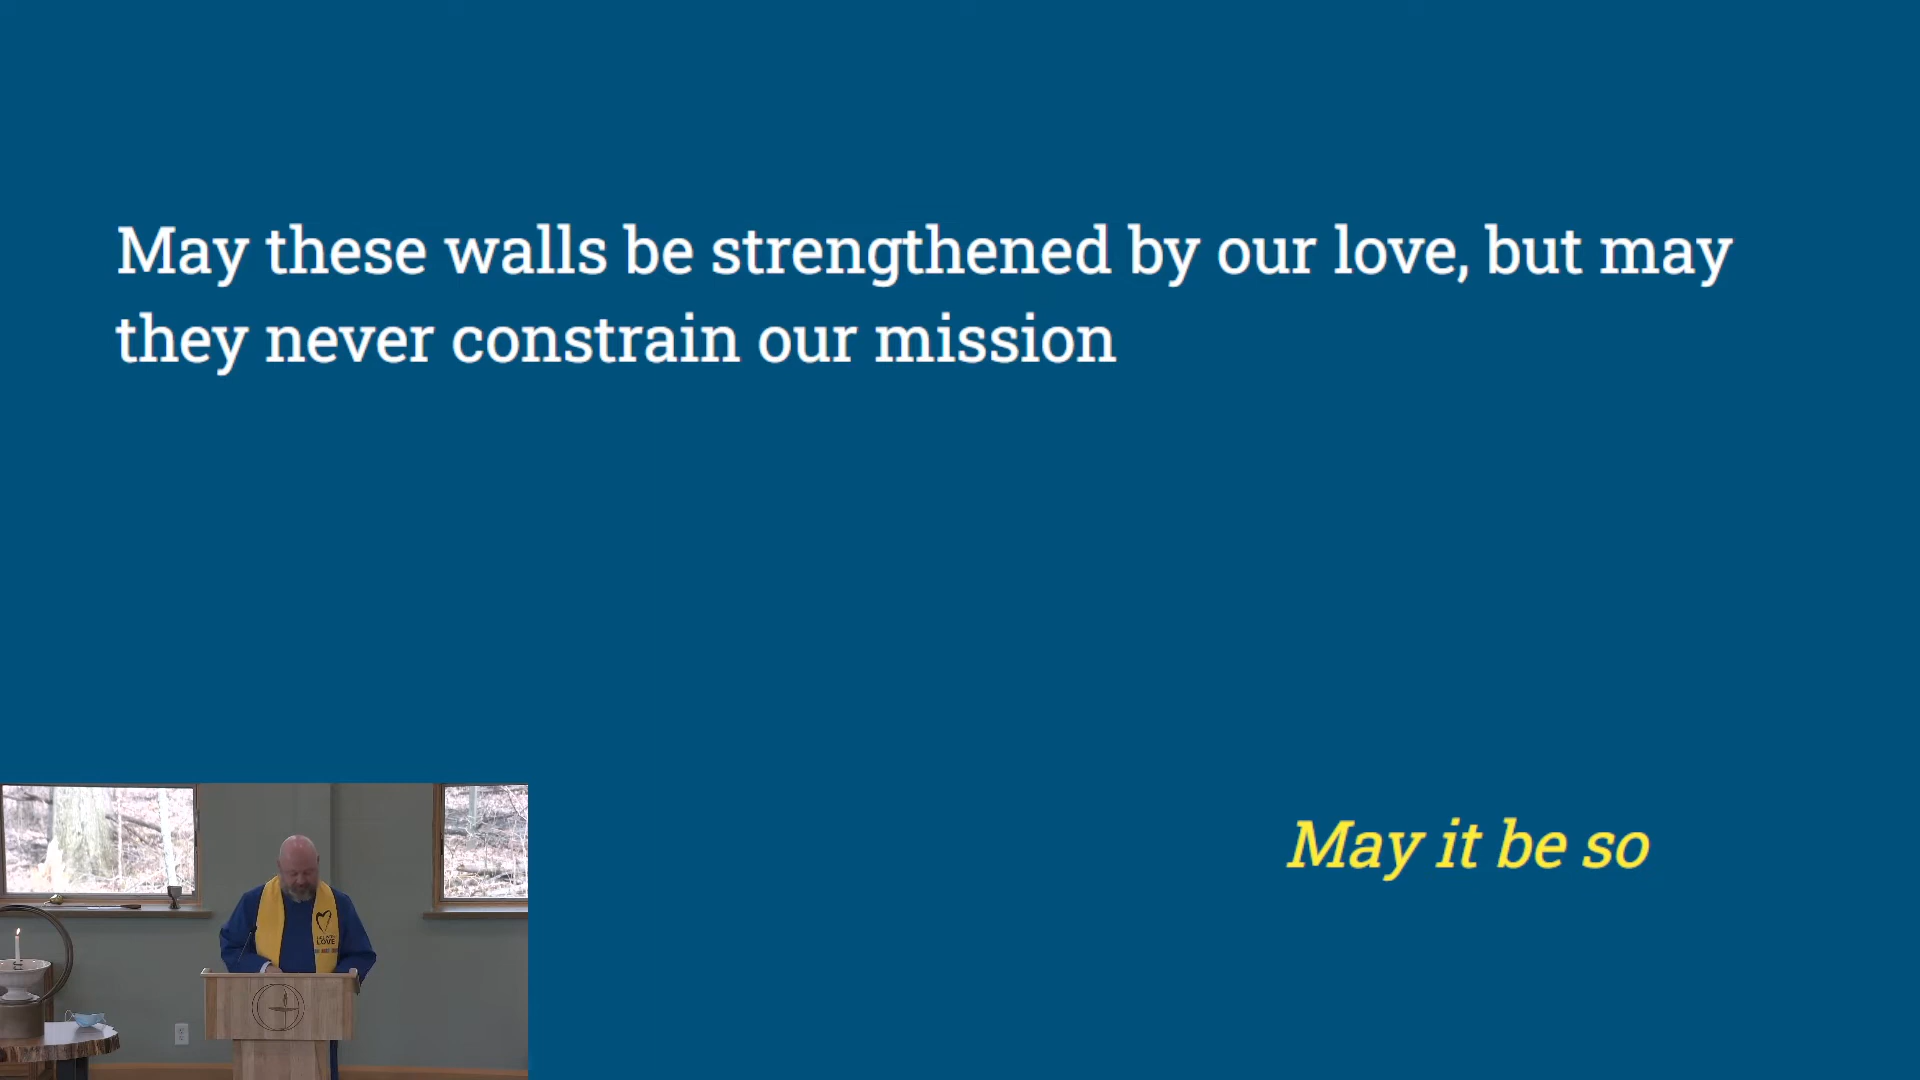 May these walls be strengthened by our love, but may
they never constrain our mission
May it be so
LOVE